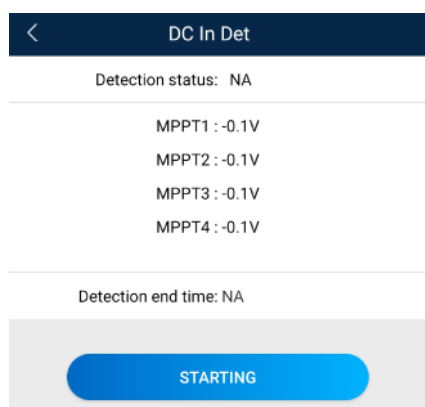 DC In Det
Detection status: NA
MPPT1 : -0.1V
MPPT2 : -0.1V
MPPT3 : -0.1V
MPPT4 : -0.1V
Detection end time: NA
STARTING